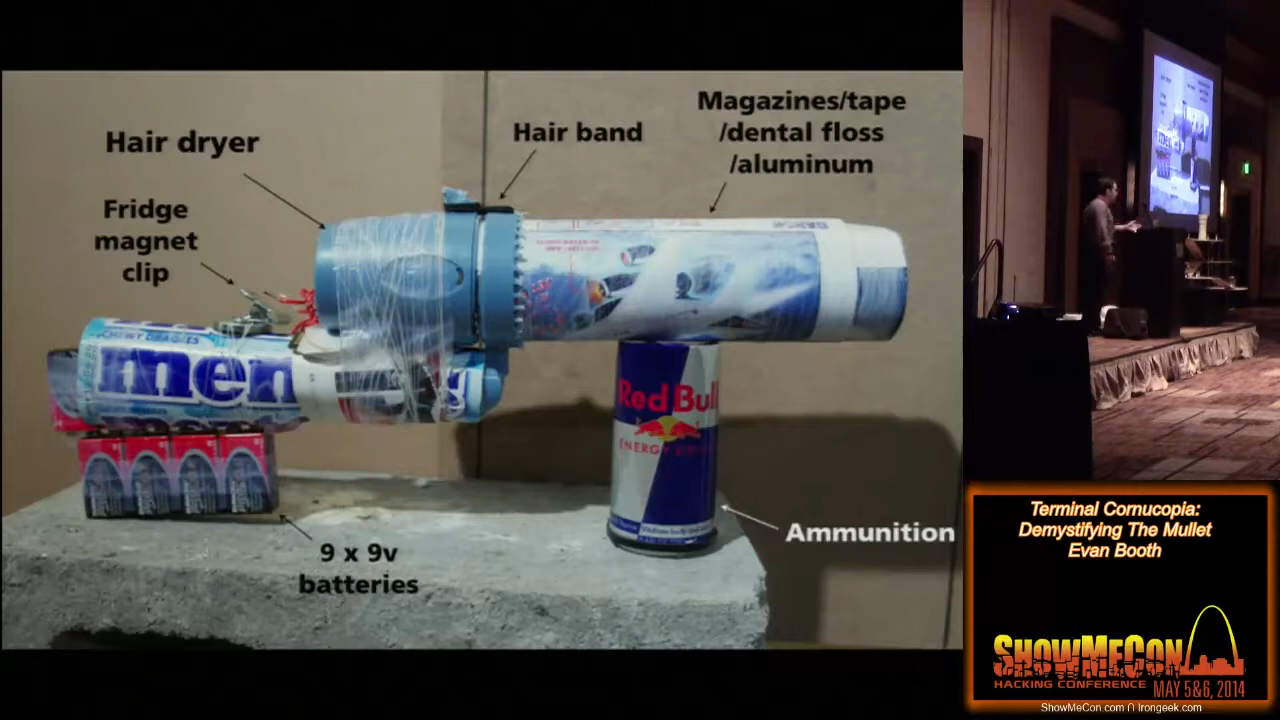 Hair dryer
Hair band
Magazines/tape
/dental floss
/aluminum
Fridge
magnet
clip
men
Red Bull
ENERGY
Ammunition
9 x 9v
batteries
Terminal Cornucopia:
Demystifying The Mullet
Evan Booth
SHOWMECON
HACKING CONFERENCE
MAY 5&6, 2014
ShowMeCon.com ∩ Irongeek.com